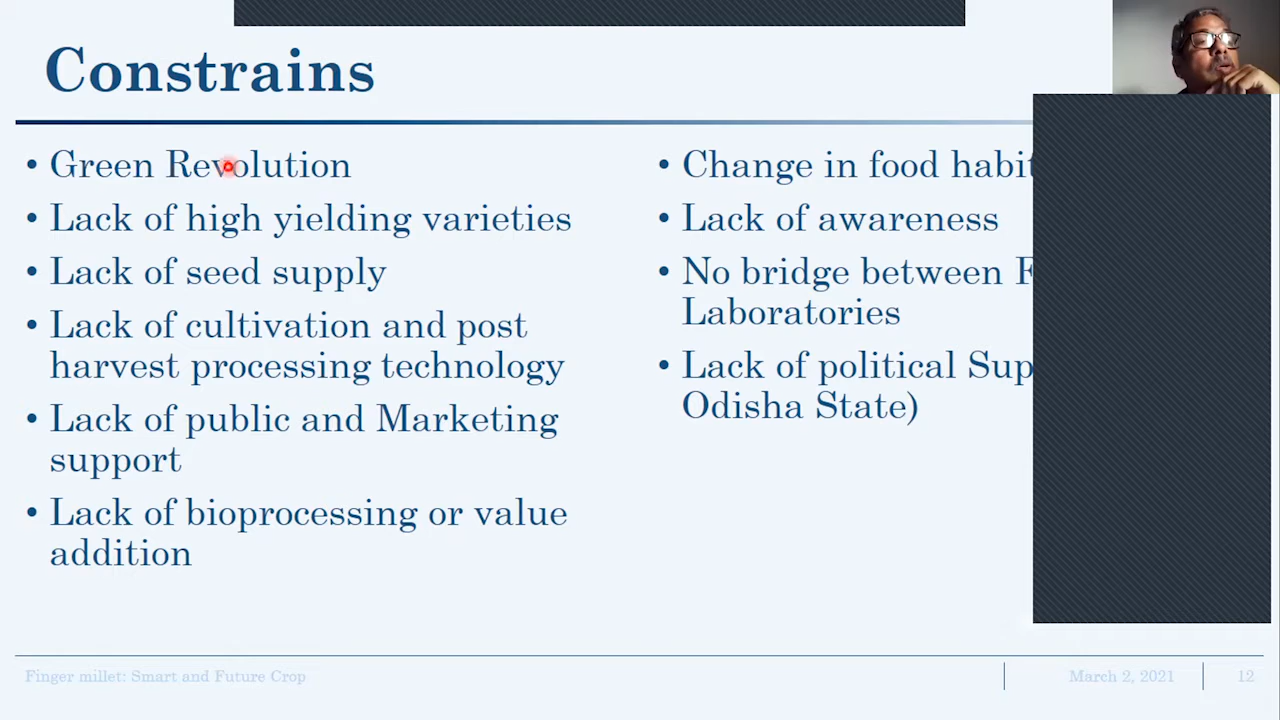 Constrains
• Green Revolution
• Lack of high yielding varieties
• Lack of seed supply
• Lack of cultivation and post
harvest processing technology
• Lack of public and Marketing
support
• Lack of bioprocessing or value
addition
• Change in food habit
• Lack of awareness
• No bridge between
Laboratories
• Lack of political
Odisha State)
Finger millet: Smart and Future Crop
March 2, 2021
12